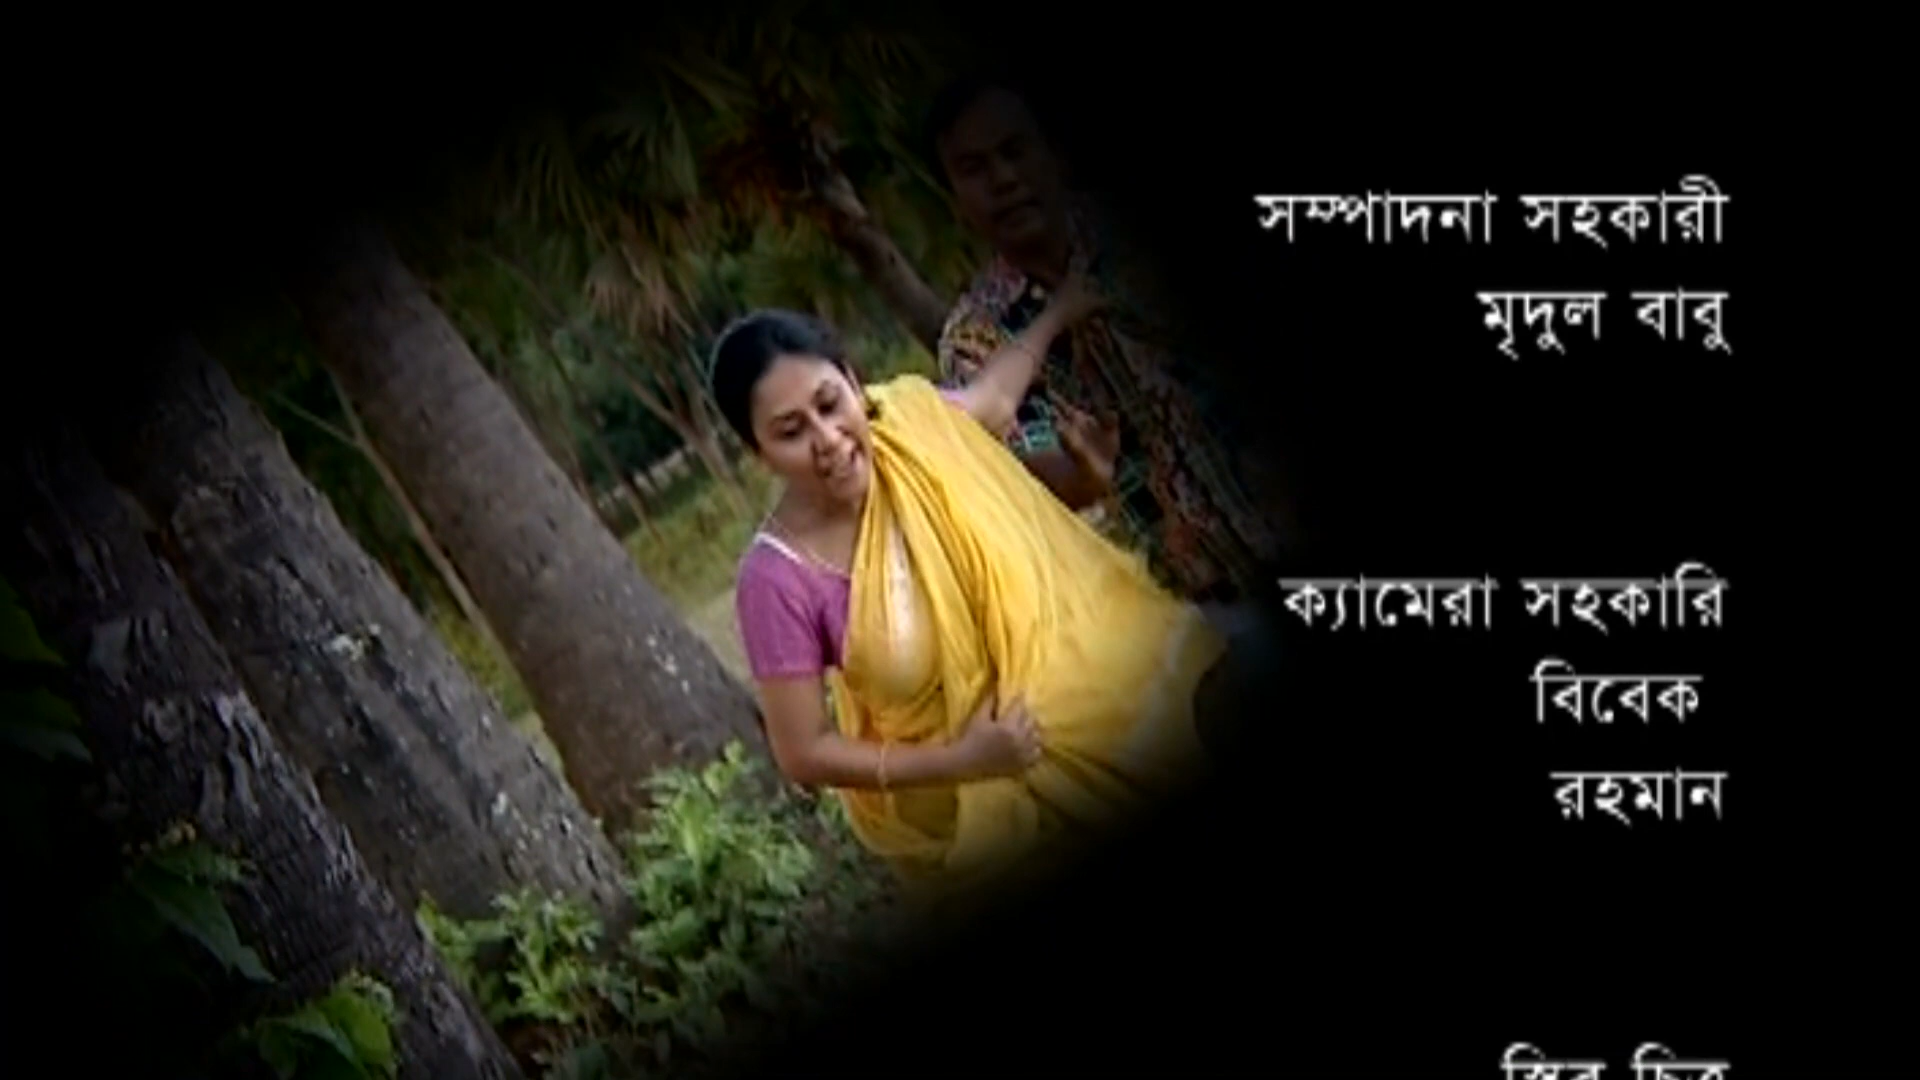 সম্পাদনা সহকারী
মৃদুল বাবু
ক্যামেরা সহকারি
বিবেক
রহমান
স্থির চিত্র